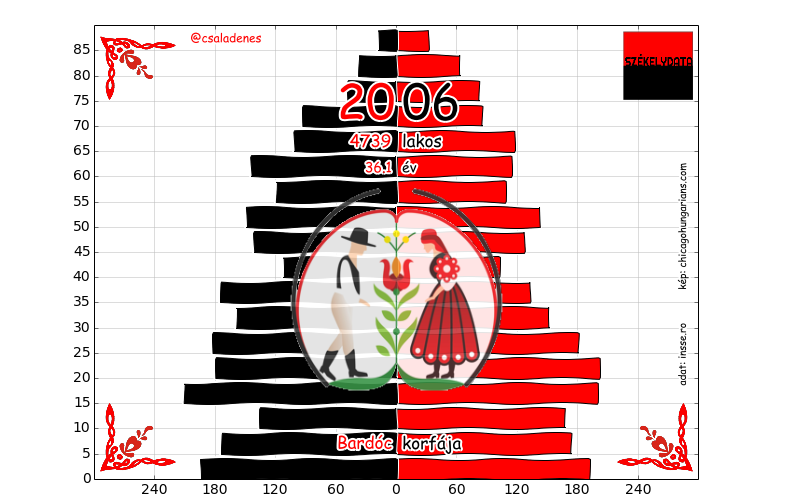 @csaladenes
SZÉKELYDATA
2006
4739 lakos
36.1 év
kép: chicagohungarians.com
adat: insse.ro
Bardóc korfája
85
80
75
70
65
60
55
50
45
40
35
30
25
20
15
10
5
0
240 180 120 60 0 60 120 180 240